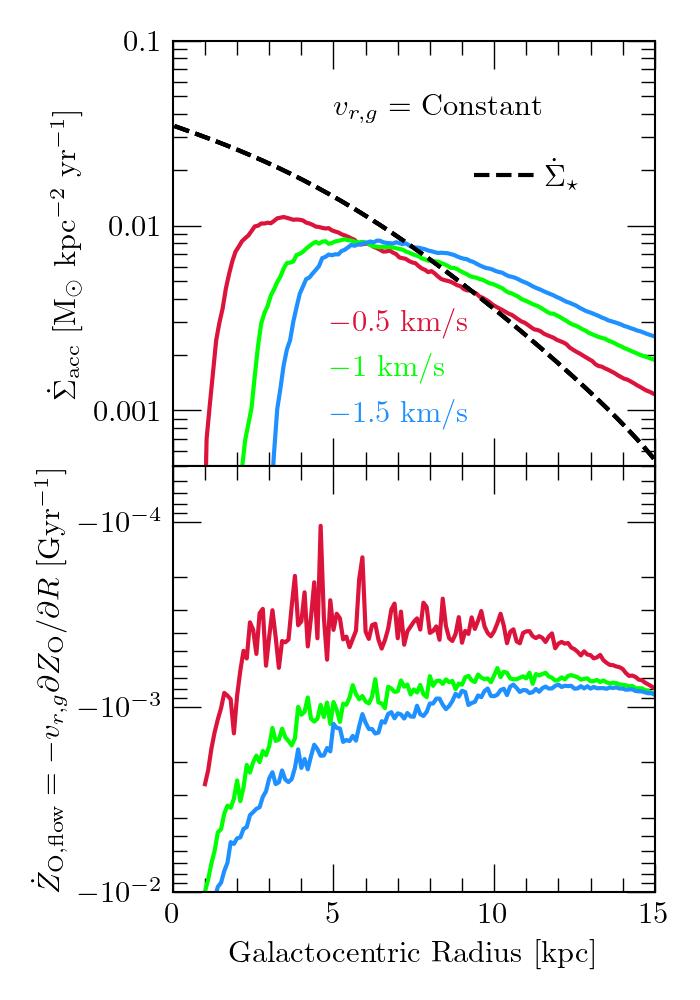 0.1
v_{r,g} = Constant
Σ̇⋆
0.01
Σ̇_acc [M⊙ kpc⁻² yr⁻¹]
−0.5 km/s
−1 km/s
−1.5 km/s
0.001
−10⁻⁴
−10⁻³
Ż_{O,flow} = −v_{r,g}∂Z_O/∂R [Gyr⁻¹]
−10⁻²
0 5 10 15
Galactocentric Radius [kpc]